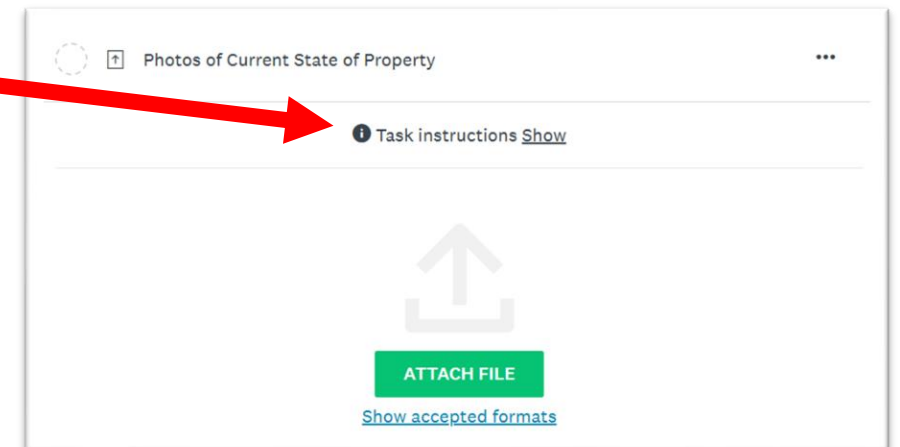 Photos of Current State of Property
Task instructions Show
ATTACH FILE
Show accepted formats